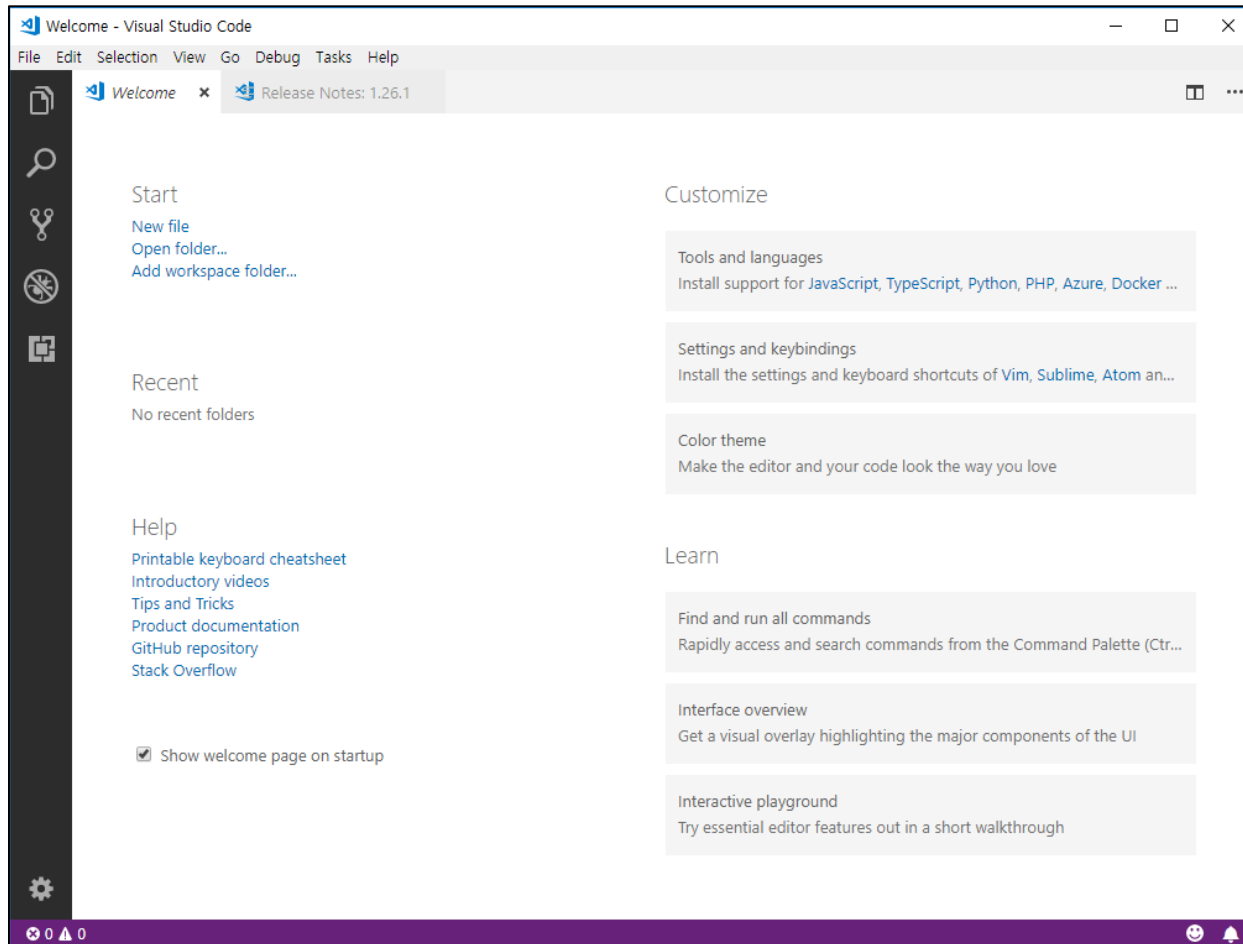 Welcome - Visual Studio Code
File Edit Selection View Go Debug Tasks Help
Welcome
Release Notes: 1.26.1
Start
New file
Open folder...
Add workspace folder...
Recent
No recent folders
Help
Printable keyboard cheatsheet
Introductory videos
Tips and Tricks
Product documentation
GitHub repository
Stack Overflow
Show welcome page on startup
Customize
Tools and languages
Install support for JavaScript, TypeScript, Python, PHP, Azure, Docker ...
Settings and keybindings
Install the settings and keyboard shortcuts of Vim, Sublime, Atom an...
Color theme
Make the editor and your code look the way you love
Learn
Find and run all commands
Rapidly access and search commands from the Command Palette (Ctr...
Interface overview
Get a visual overlay highlighting the major components of the UI
Interactive playground
Try essential editor features out in a short walkthrough
0 0